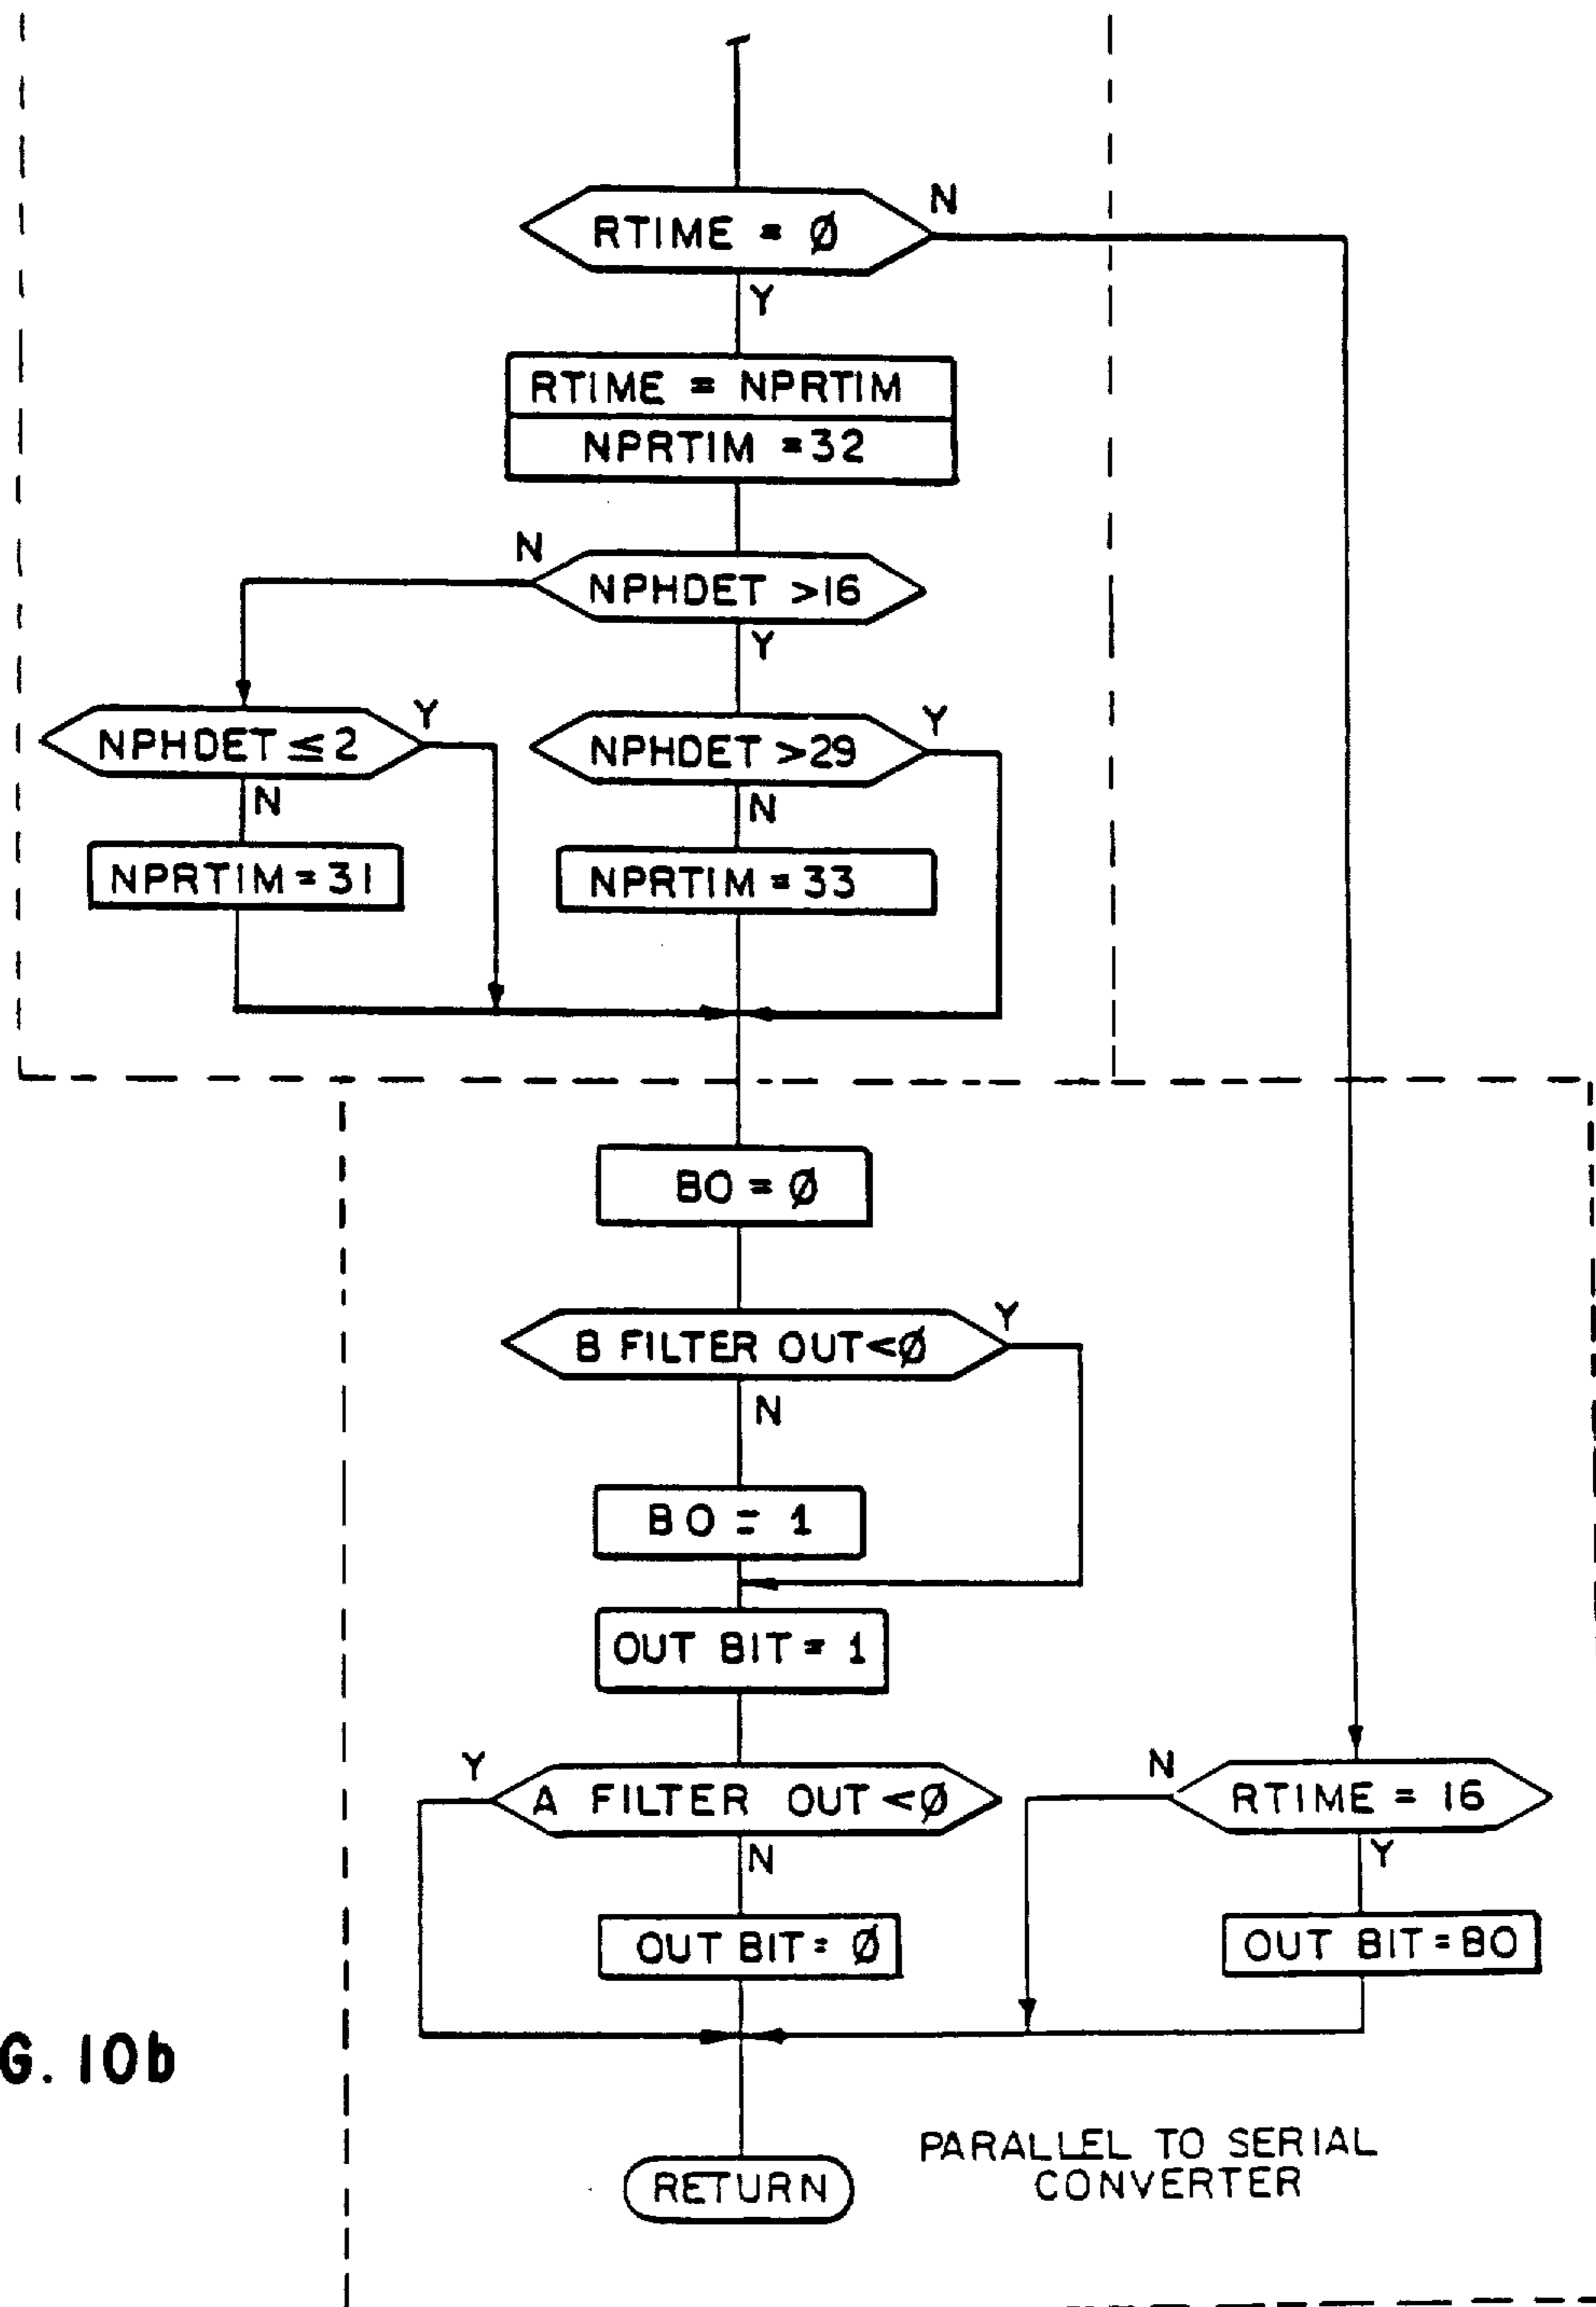 N
RTIME = Ø
Y
RTIME = NPRTIM
NPRTIM = 32
N
NPHDET >16
Y
NPHDET ≤ 2
Y
NPHDET >29
Y
N
N
NPRTIM = 31
NPRTIM = 33
BO = Ø
B FILTER OUT<Ø
Y
N
BO = 1
OUT BIT = 1
Y
A FILTER OUT <Ø
N
N
RTIME = 16
Y
OUT BIT = Ø
OUT BIT = BO
G. 10b
RETURN
PARALLEL TO SERIAL
CONVERTER